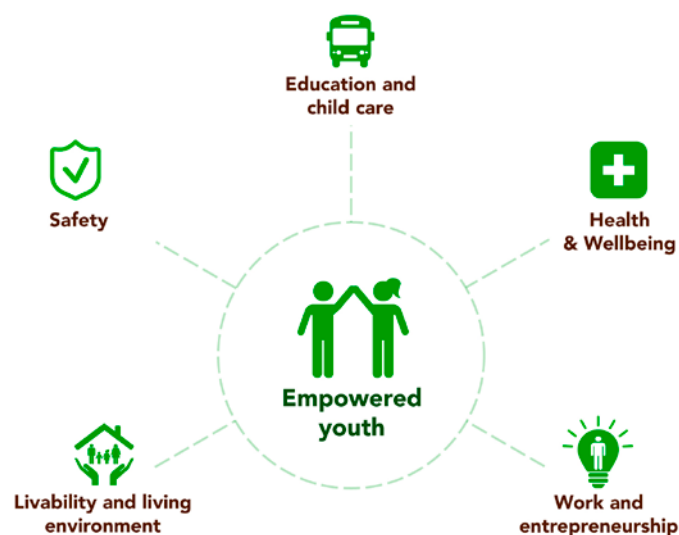 Education and
child care
Safety
Health
& Wellbeing
Empowered
youth
Livability and living
environment
Work and
entrepreneurship